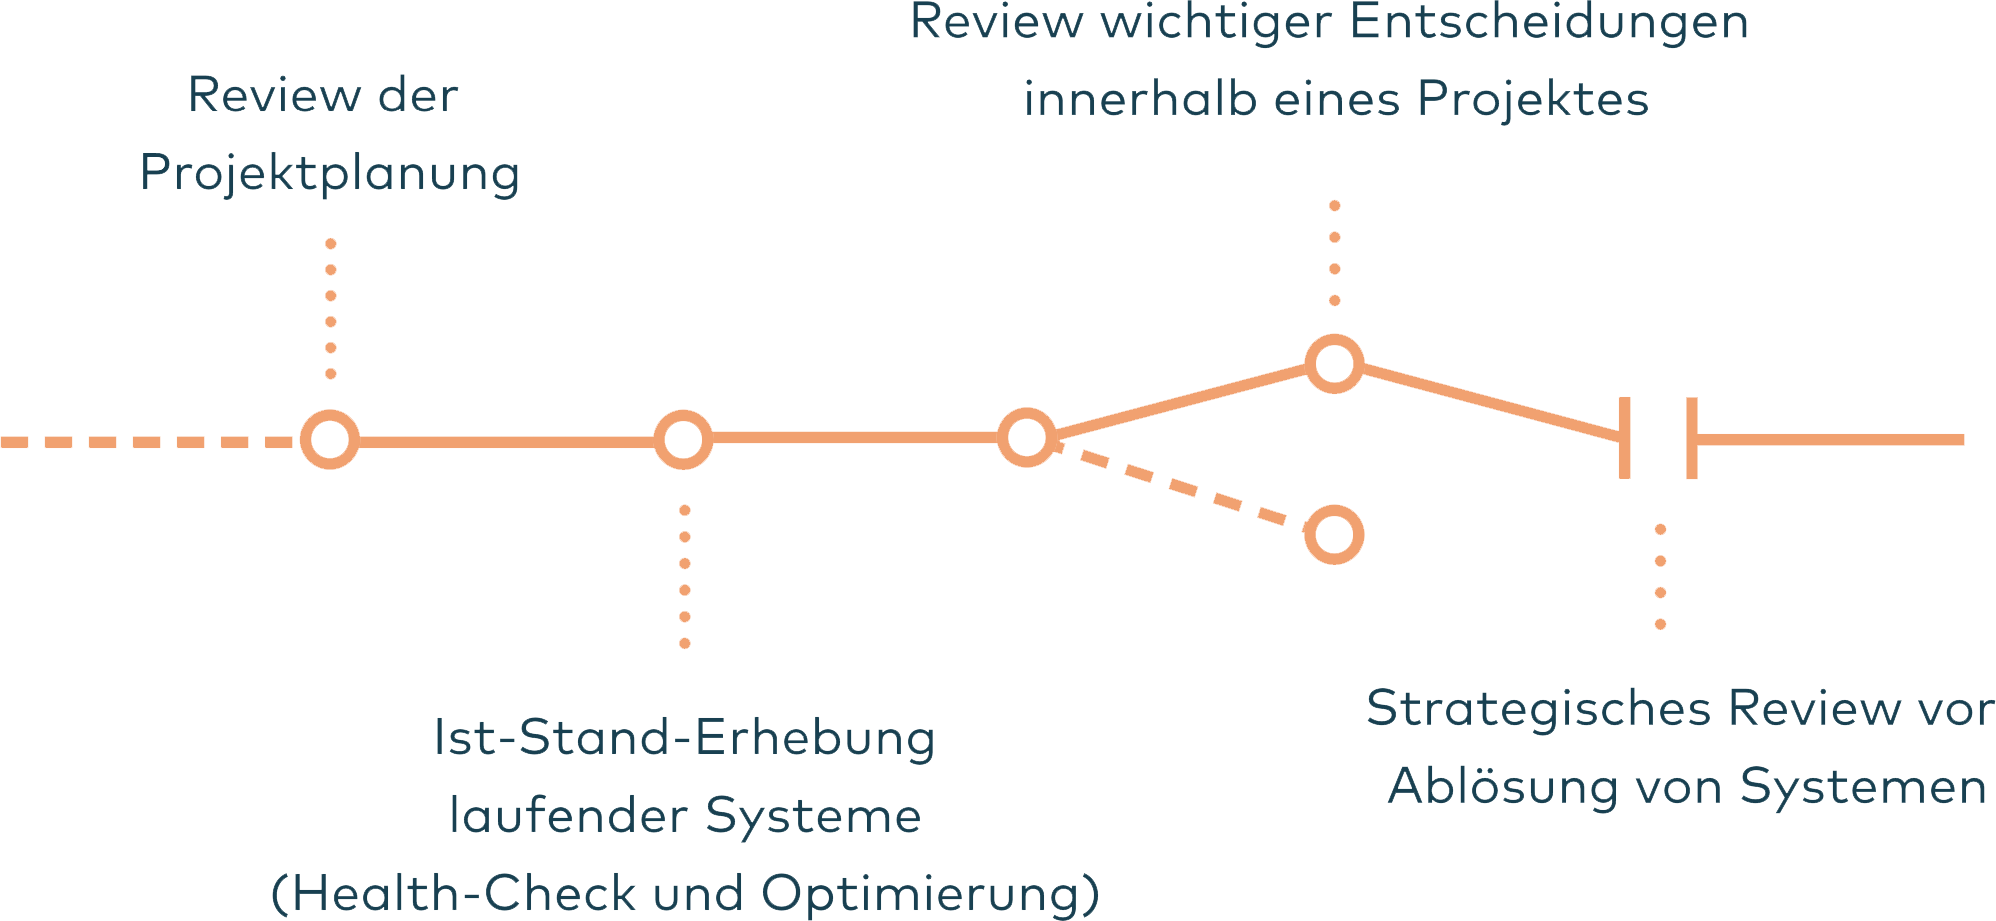 Review der
Projektplanung
Review wichtiger Entscheidungen
innerhalb eines Projektes
Ist-Stand-Erhebung
laufender Systeme
(Health-Check und Optimierung)
Strategisches Review vor
Ablösung von Systemen